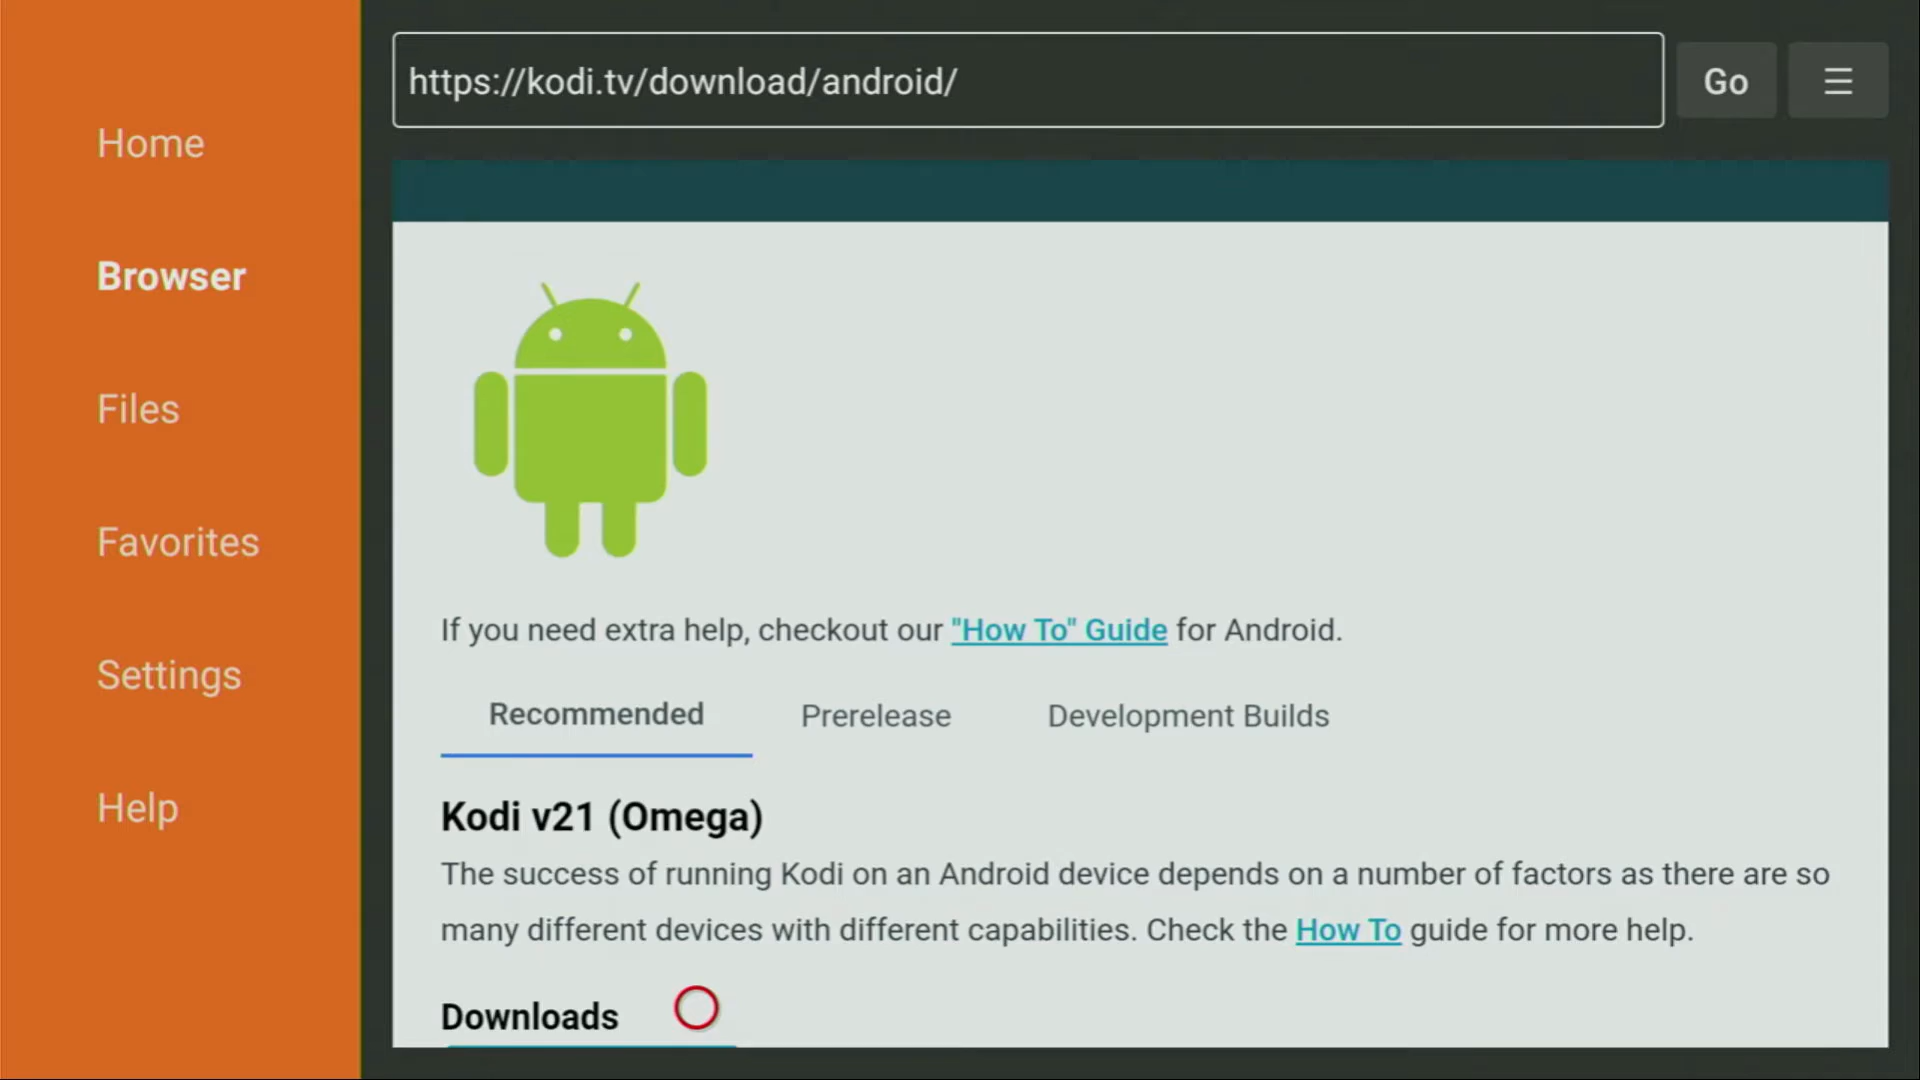 https://kodi.tv/download/android/
Go
Home
Browser
Files
Favorites
Settings
Help
If you need extra help, checkout our "How To" Guide for Android.
Recommended Prerelease Development Builds
Kodi v21 (Omega)
The success of running Kodi on an Android device depends on a number of factors as there are so
many different devices with different capabilities. Check the How To guide for more help.
Downloads